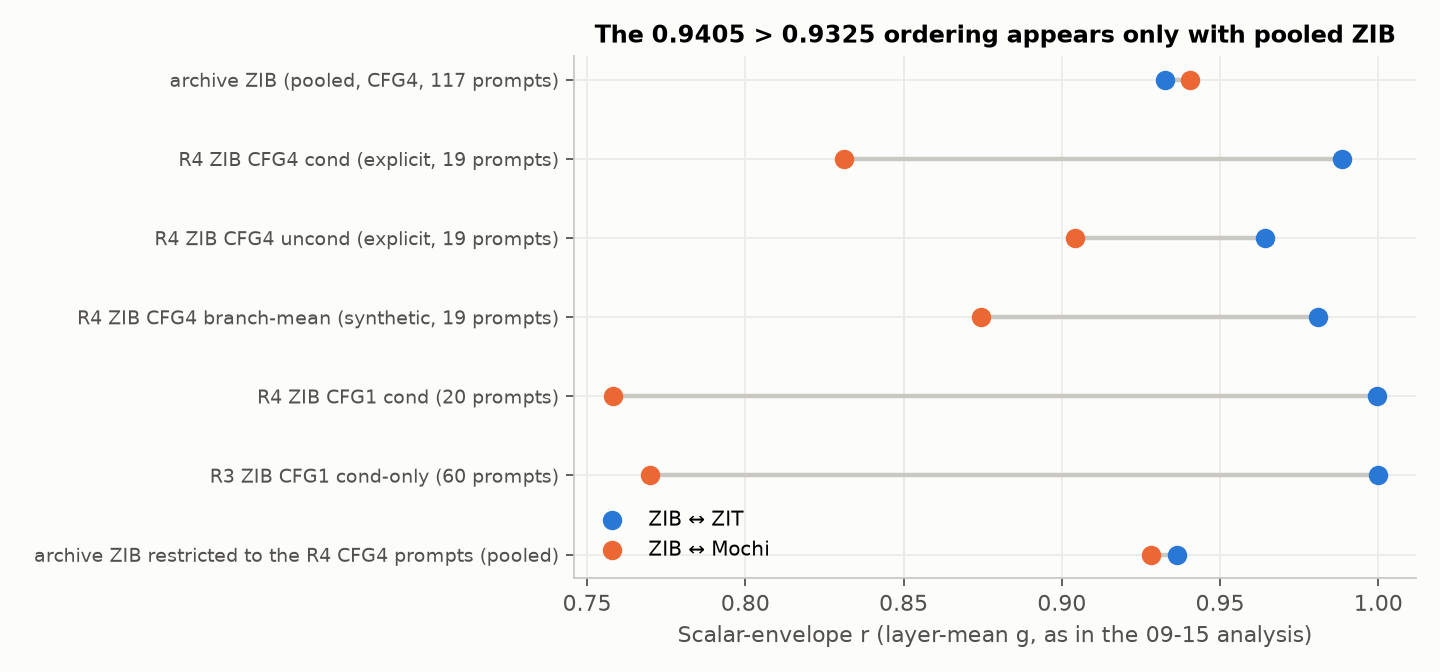 The 0.9405 > 0.9325 ordering appears only with pooled ZIB
archive ZIB (pooled, CFG4, 117 prompts)
R4 ZIB CFG4 cond (explicit, 19 prompts)
R4 ZIB CFG4 uncond (explicit, 19 prompts)
R4 ZIB CFG4 branch-mean (synthetic, 19 prompts)
R4 ZIB CFG1 cond (20 prompts)
R3 ZIB CFG1 cond-only (60 prompts)
archive ZIB restricted to the R4 CFG4 prompts (pooled)
ZIB ↔ ZIT
ZIB ↔ Mochi
0.75 0.80 0.85 0.90 0.95 1.00
Scalar-envelope r (layer-mean g, as in the 09-15 analysis)